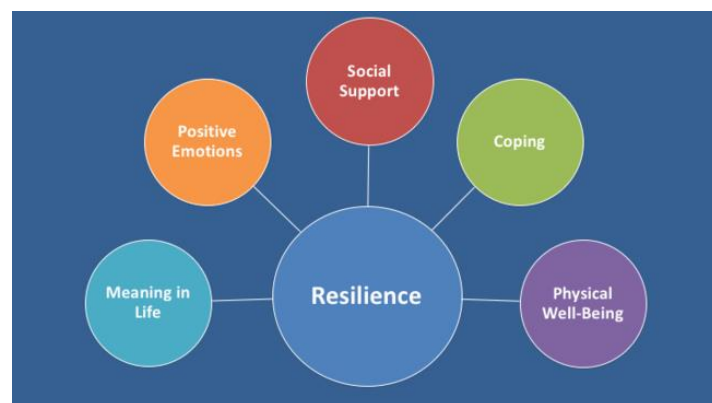 Social
Support
Positive
Emotions
Coping
Meaning in
Life
Resilience
Physical
Well-Being